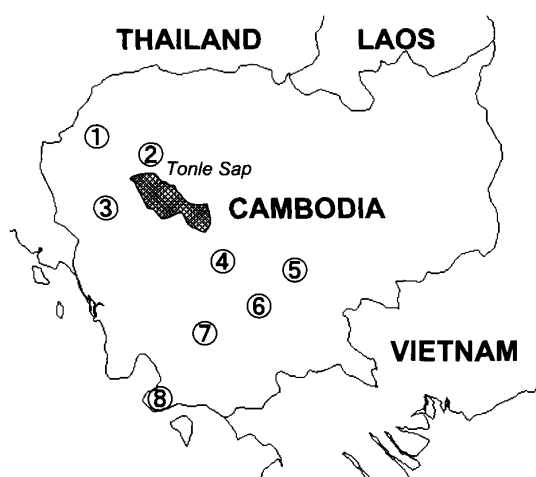 THAILAND LAOS
①
②
Tonle Sap
③
CAMBODIA
④
⑤
⑥
⑦
VIETNAM
⑧